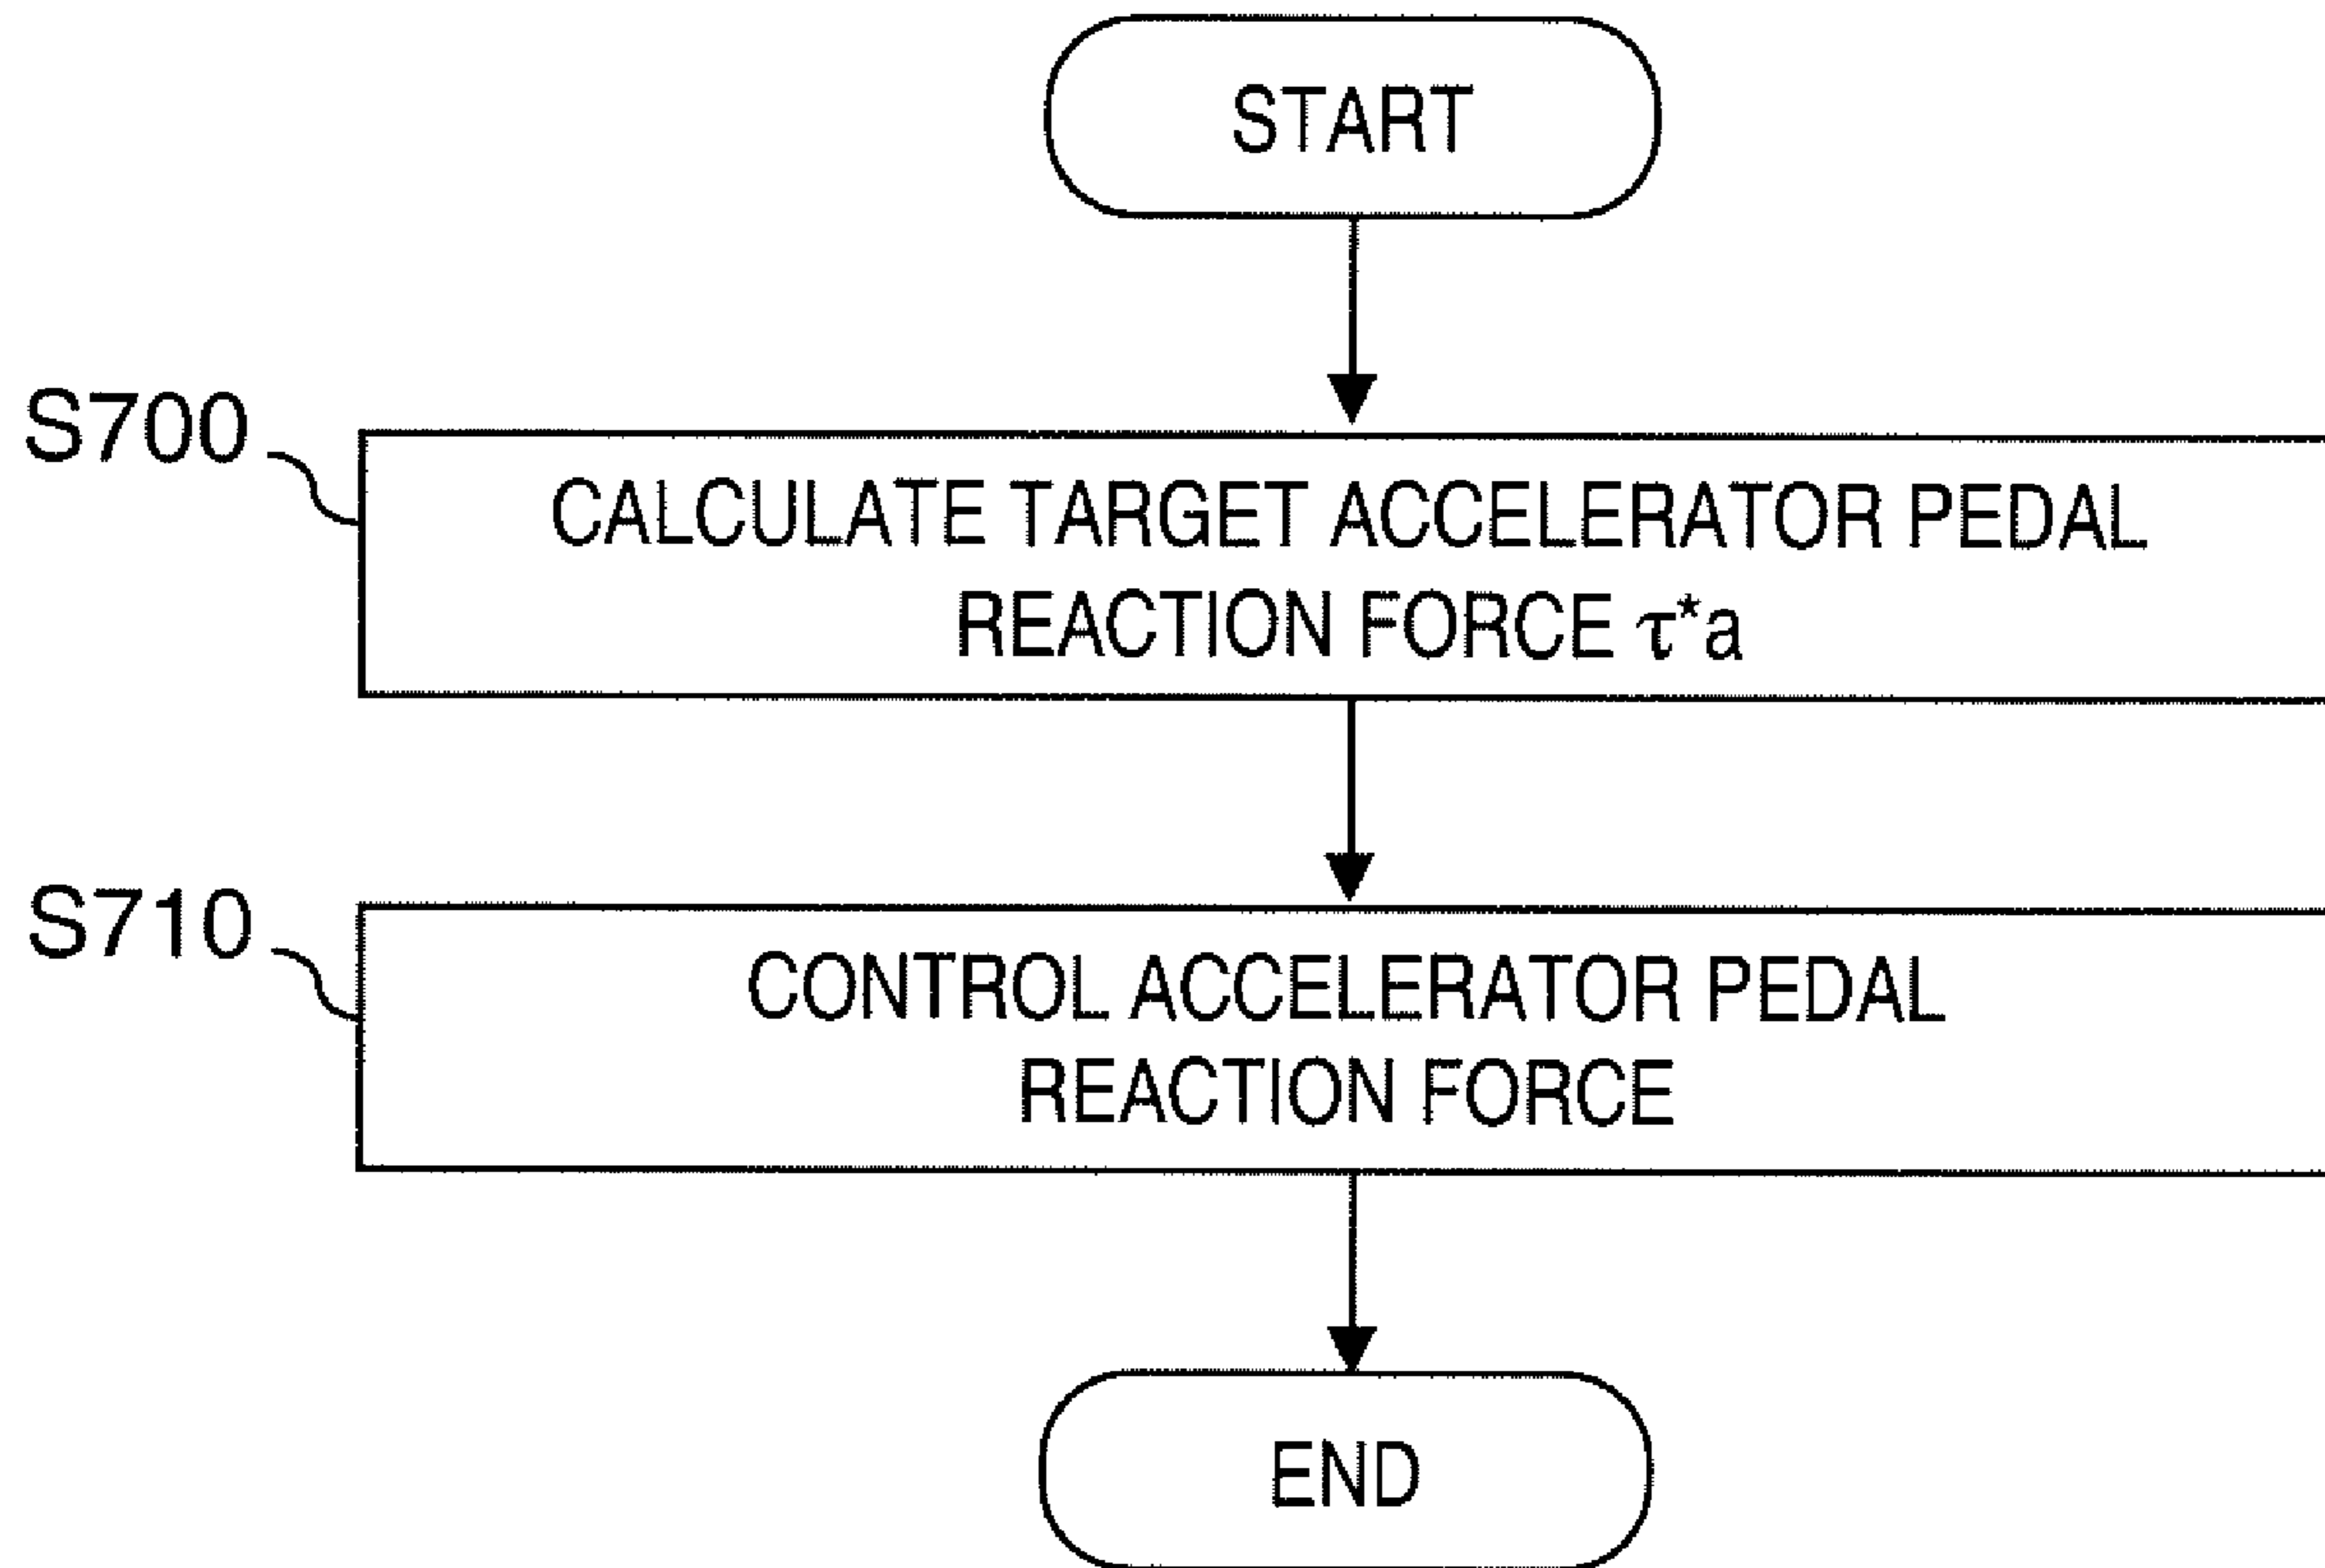 START
S700
CALCULATE TARGET ACCELERATOR PEDAL
REACTION FORCE τ*a
S710
CONTROL ACCELERATOR PEDAL
REACTION FORCE
END